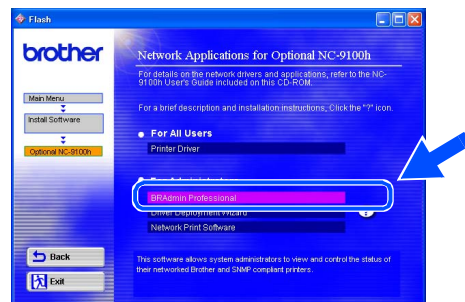 Flash
brother
Network Applications for Optional NC-9100h
For details on the network drivers and applications, refer to the NC-
9100h User's Guide included on this CD-ROM.
Main Menu
For a brief description and installation instructions, Click the "?" icon.
Install Software
For All Users
Optional NC-9100h
Printer Driver
BRAdmin Professional
Driver Deployment Wizard
Network Print Software
Back
This software allows system administrators to view and control the status of
their networked Brother and SNMP compliant printers.
Exit